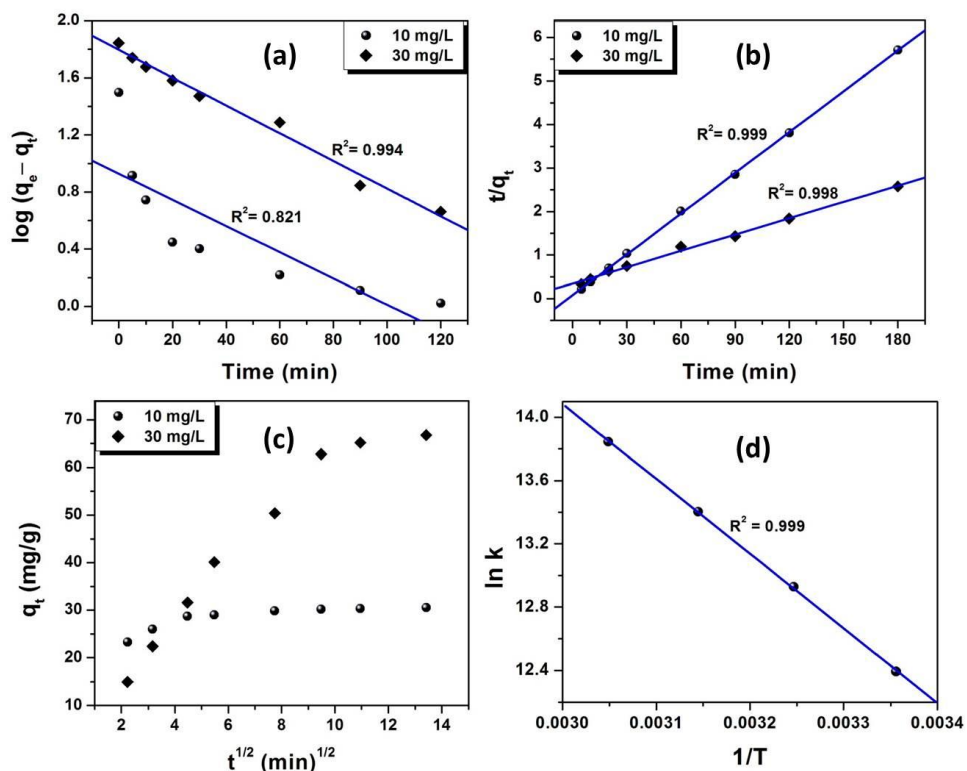 (a)
10 mg/L
30 mg/L
2.0
1.6
1.2
0.8
0.4
0.0
log (qₑ − qₜ)
R² = 0.994
R² = 0.821
0 20 40 60 80 100 120
Time (min)
(b)
10 mg/L
30 mg/L
6
5
4
3
2
1
0
t/qₜ
R² = 0.999
R² = 0.998
0 30 60 90 120 150 180
Time (min)
(c)
10 mg/L
30 mg/L
70
60
50
40
30
20
10
qₜ (mg/g)
2 4 6 8 10 12 14
t¹/² (min)¹/²
(d)
14.0
13.6
13.2
12.8
12.4
ln k
R² = 0.999
0.0030 0.0031 0.0032 0.0033 0.0034
1/T